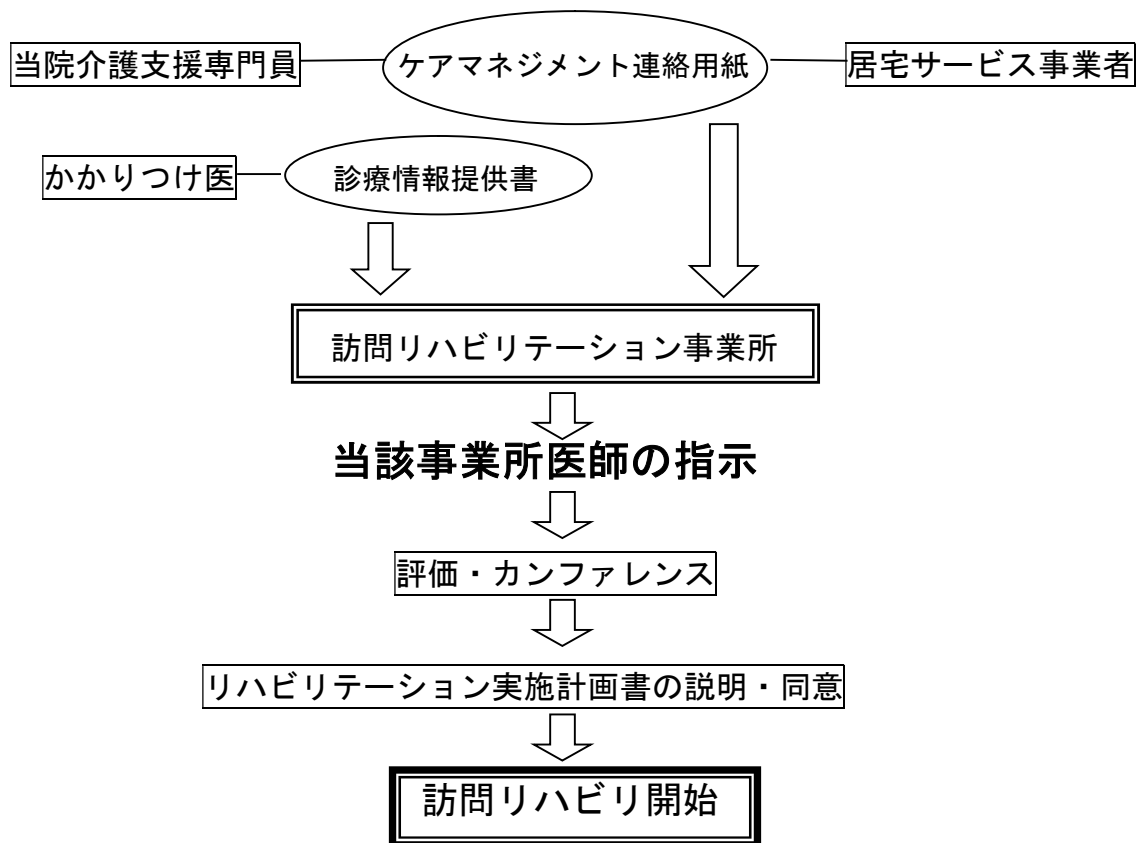 当院介護支援専門員
ケアマネジメント連絡用紙
居宅サービス事業者
かかりつけ医
診療情報提供書
訪問リハビリテーション事業所
当該事業所医師の指示
評価・カンファレンス
リハビリテーション実施計画書の説明・同意
訪問リハビリ開始